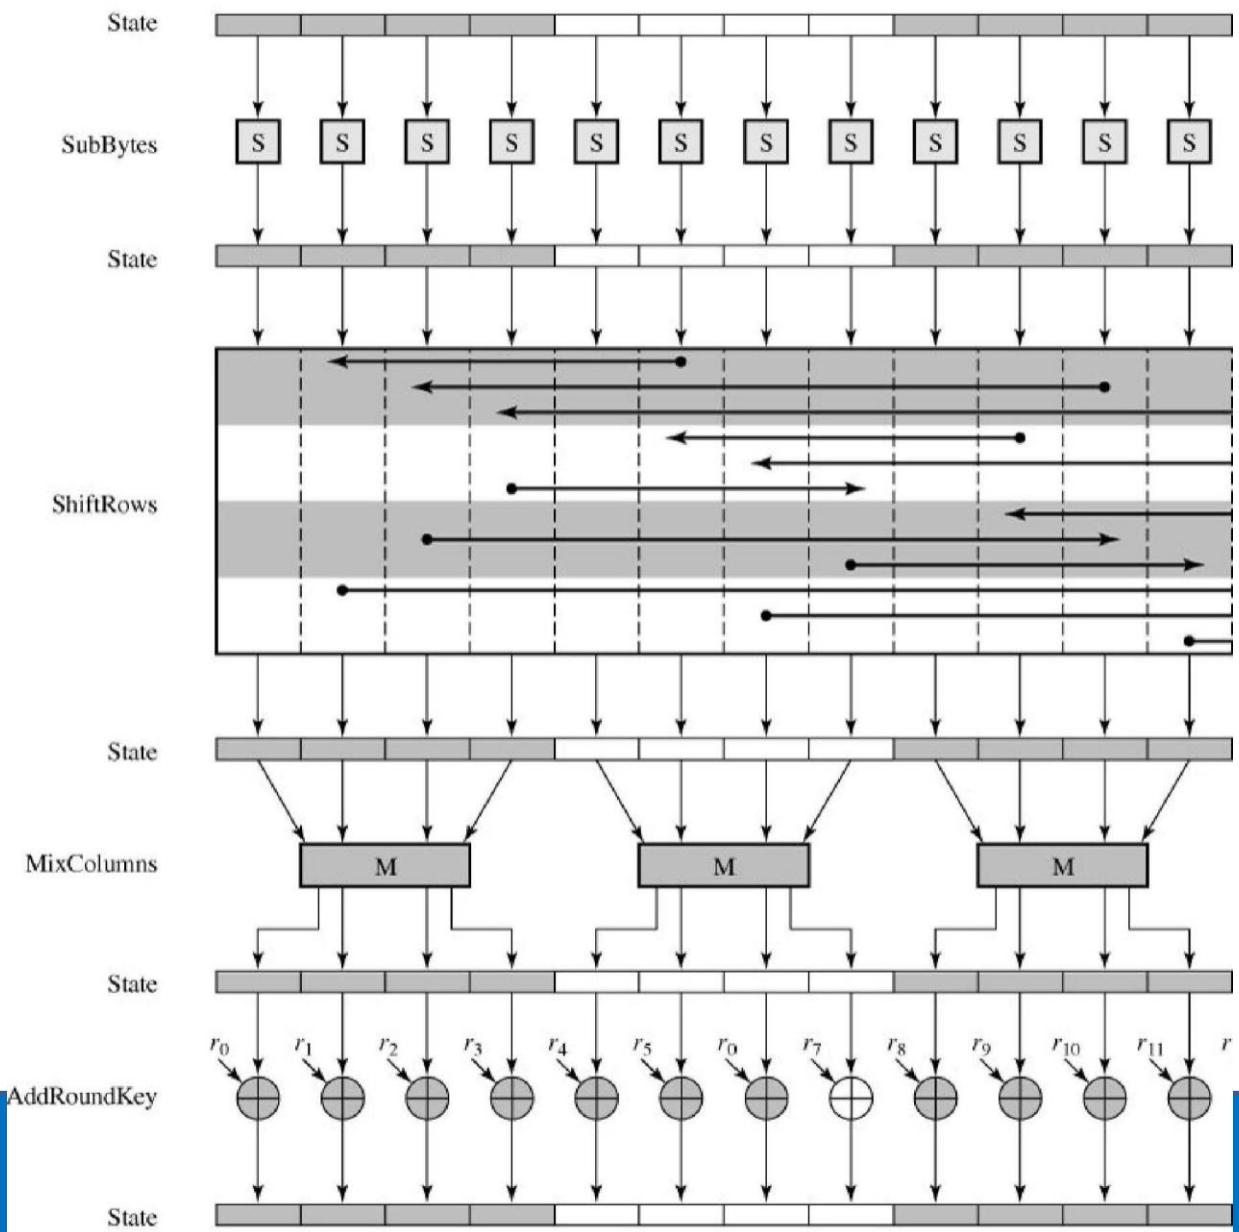 State
SubBytes S S S S S S S S S S S S
State
ShiftRows
State
MixColumns M M M
State
r0 r1 r2 r3 r4 r5 r0 r7 r8 r9 r10 r11 r
AddRoundKey
State